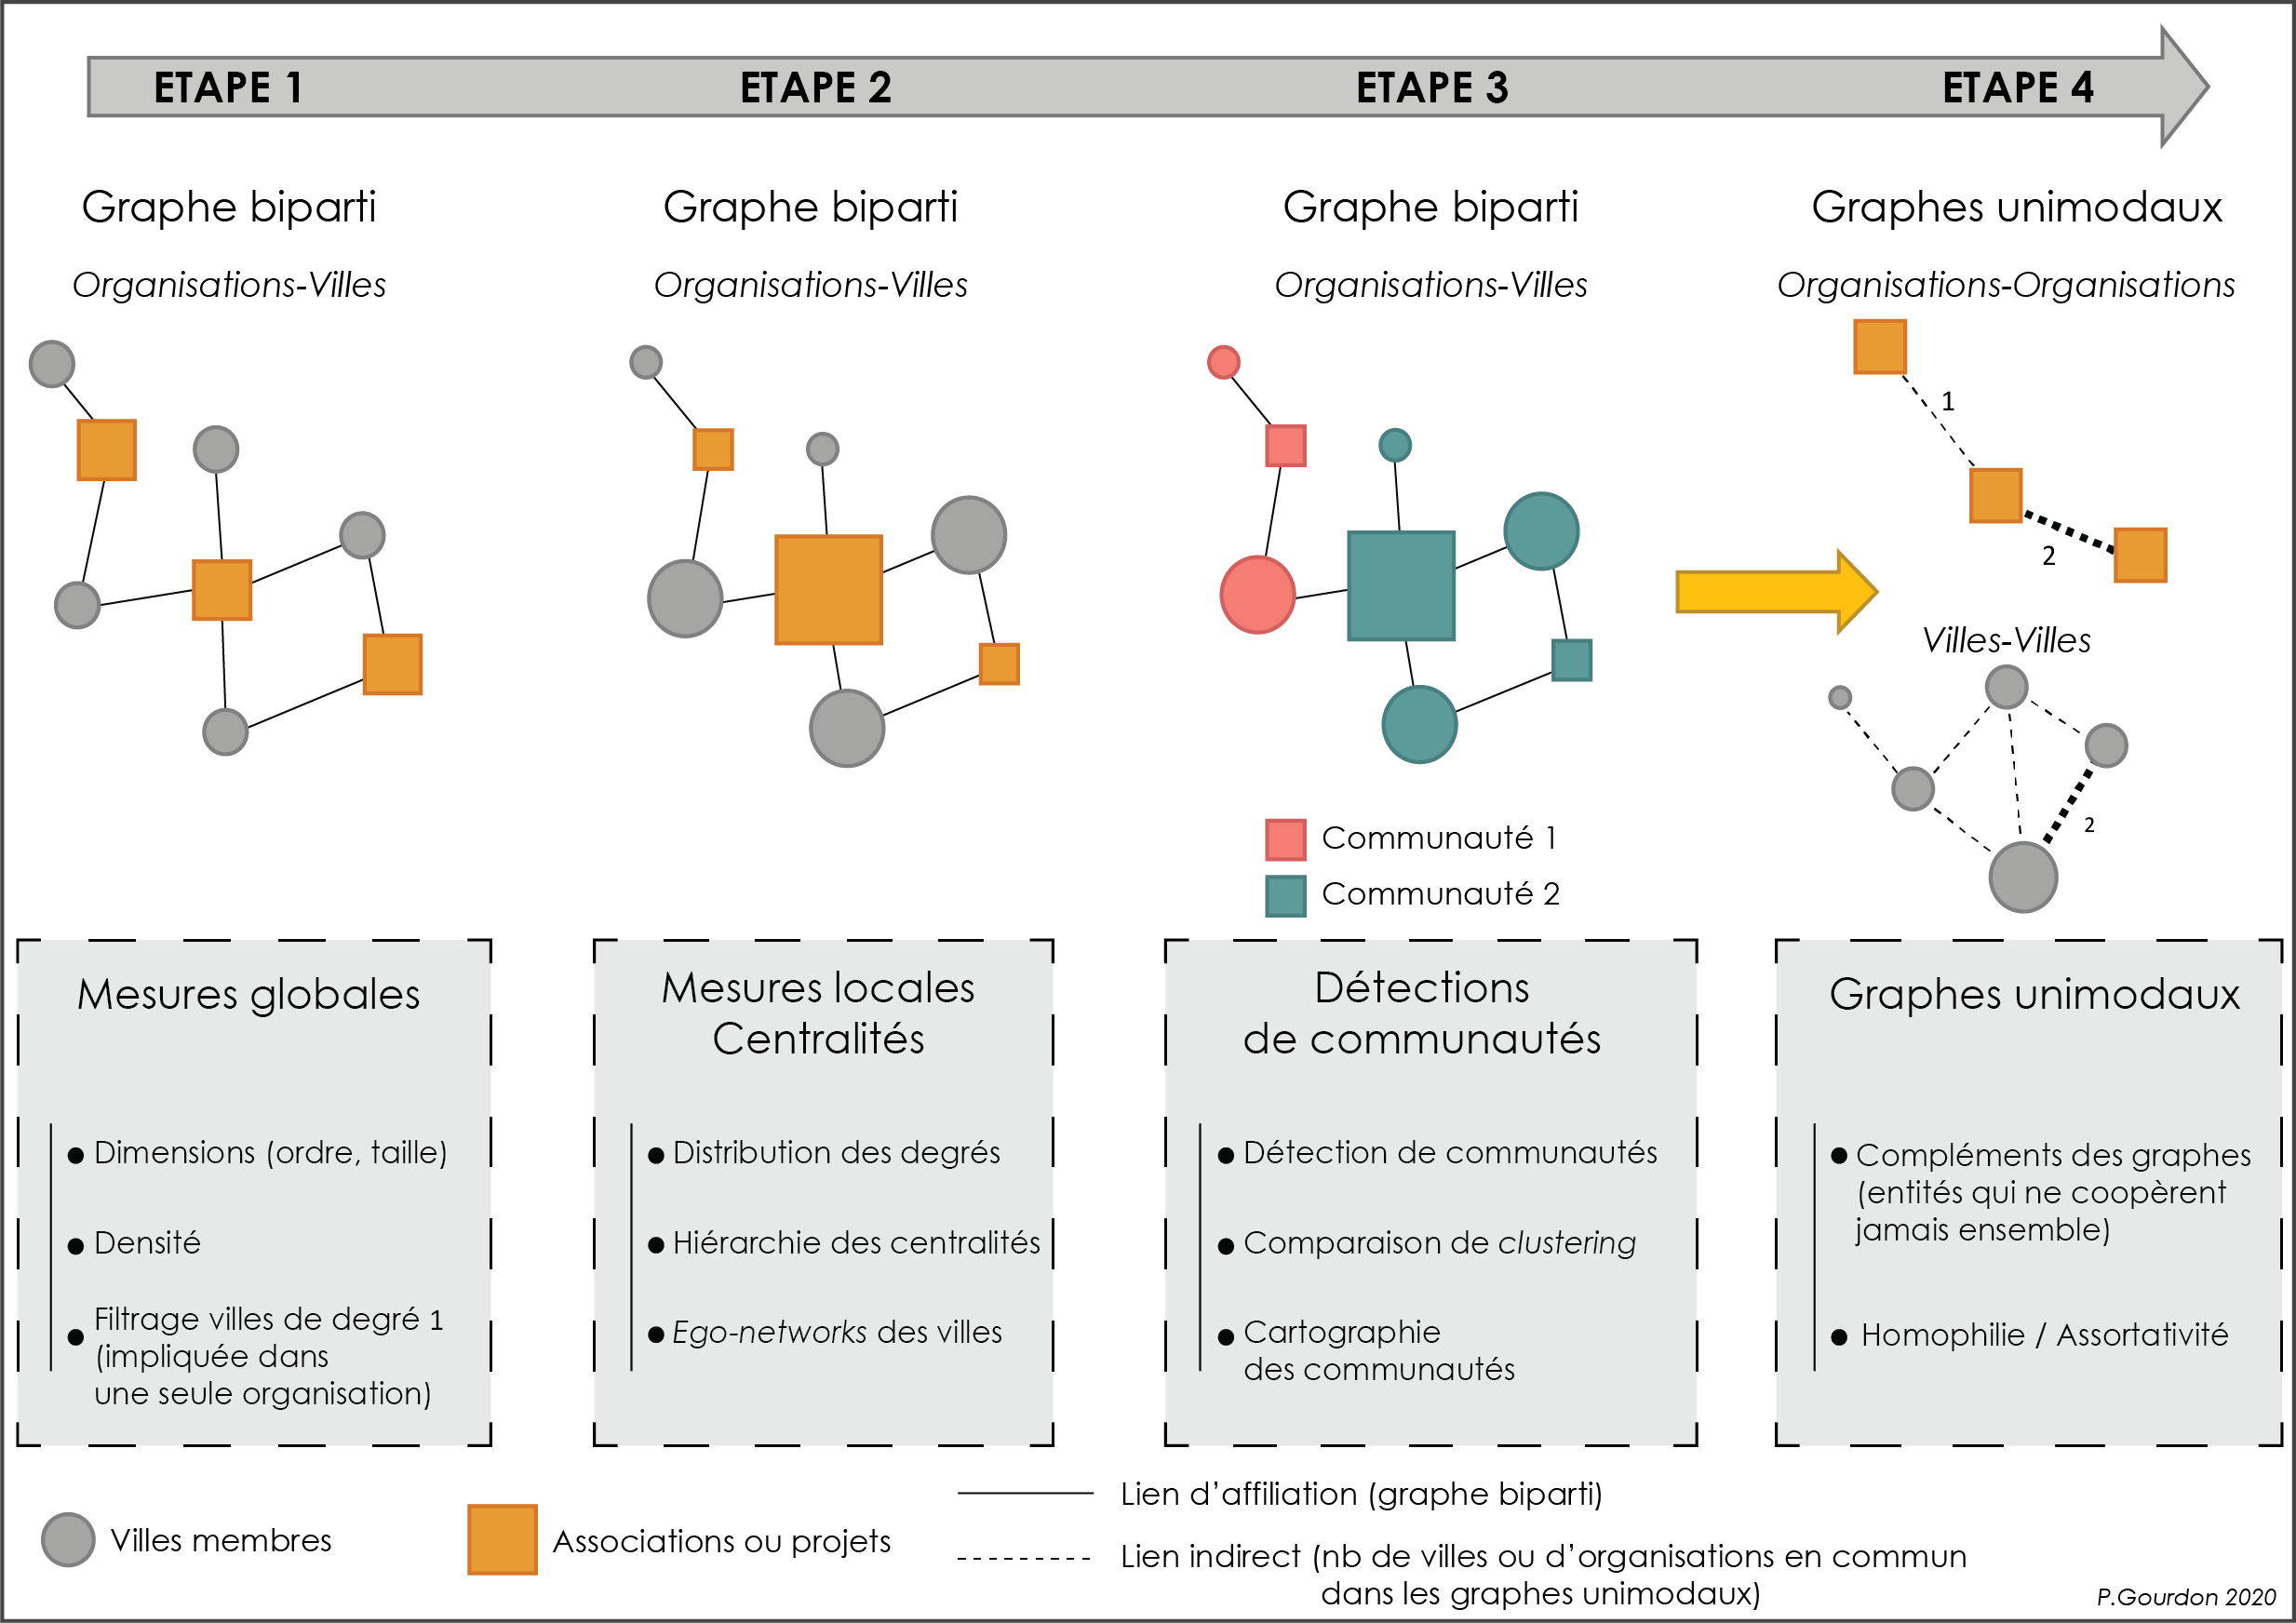 ETAPE 1
ETAPE 2
ETAPE 3
ETAPE 4
Graphe biparti
Organisations-Villes
Graphe biparti
Organisations-Villes
Graphe biparti
Organisations-Villes
Graphes unimodaux
Organisations-Organisations
1
2
Villes-Villes
2
Communauté 1
Communauté 2
Mesures globales
● Dimensions (ordre, taille)
● Densité
● Filtrage villes de degré 1
(impliquée dans
une seule organisation)
Mesures locales
Centralités
● Distribution des degrés
● Hiérarchie des centralités
● Ego-networks des villes
Détections
de communautés
● Détection de communautés
● Comparaison de clustering
● Cartographie
des communautés
Graphes unimodaux
● Compléments des graphes
(entités qui ne coopèrent
jamais ensemble)
● Homophilie / Assortativité
Villes membres
Associations ou projets
Lien d'affiliation (graphe biparti)
Lien indirect (nb de villes ou d'organisations en commun
dans les graphes unimodaux)
P.Gourdon 2020